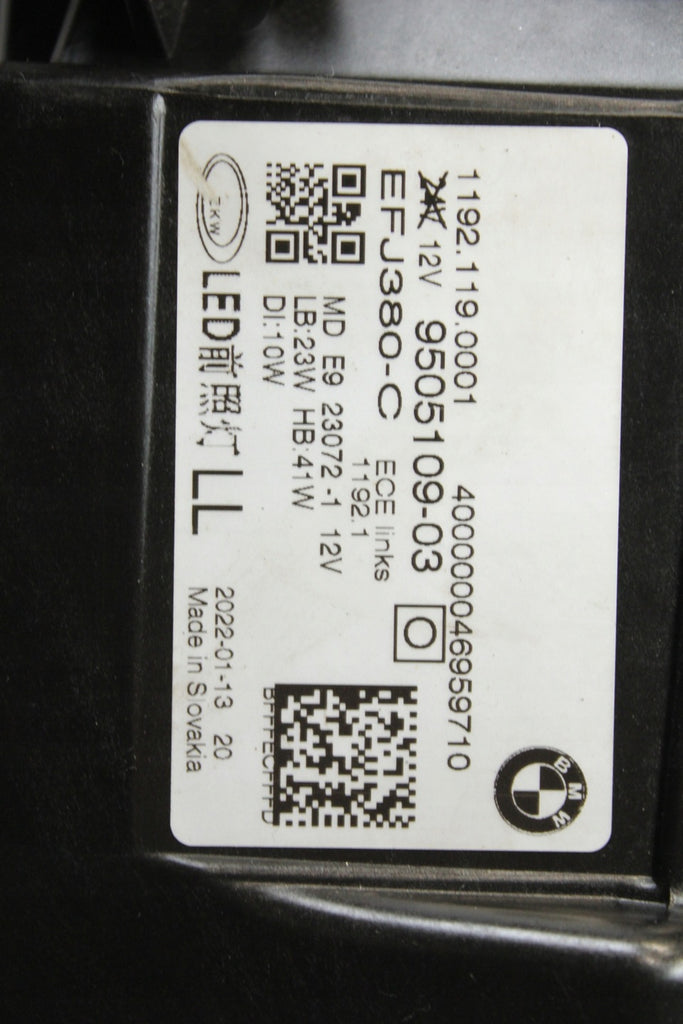 1192.119.0001 4000000046959710
24V 12V 9505109-03 O
EFJ380-C ECE links
1192.1
MD E9 23072 -1 12V
LB:23W HB:41W
DI:10W
LED前照灯 LL
2022-01-13 20
Made in Slovakia
BMW